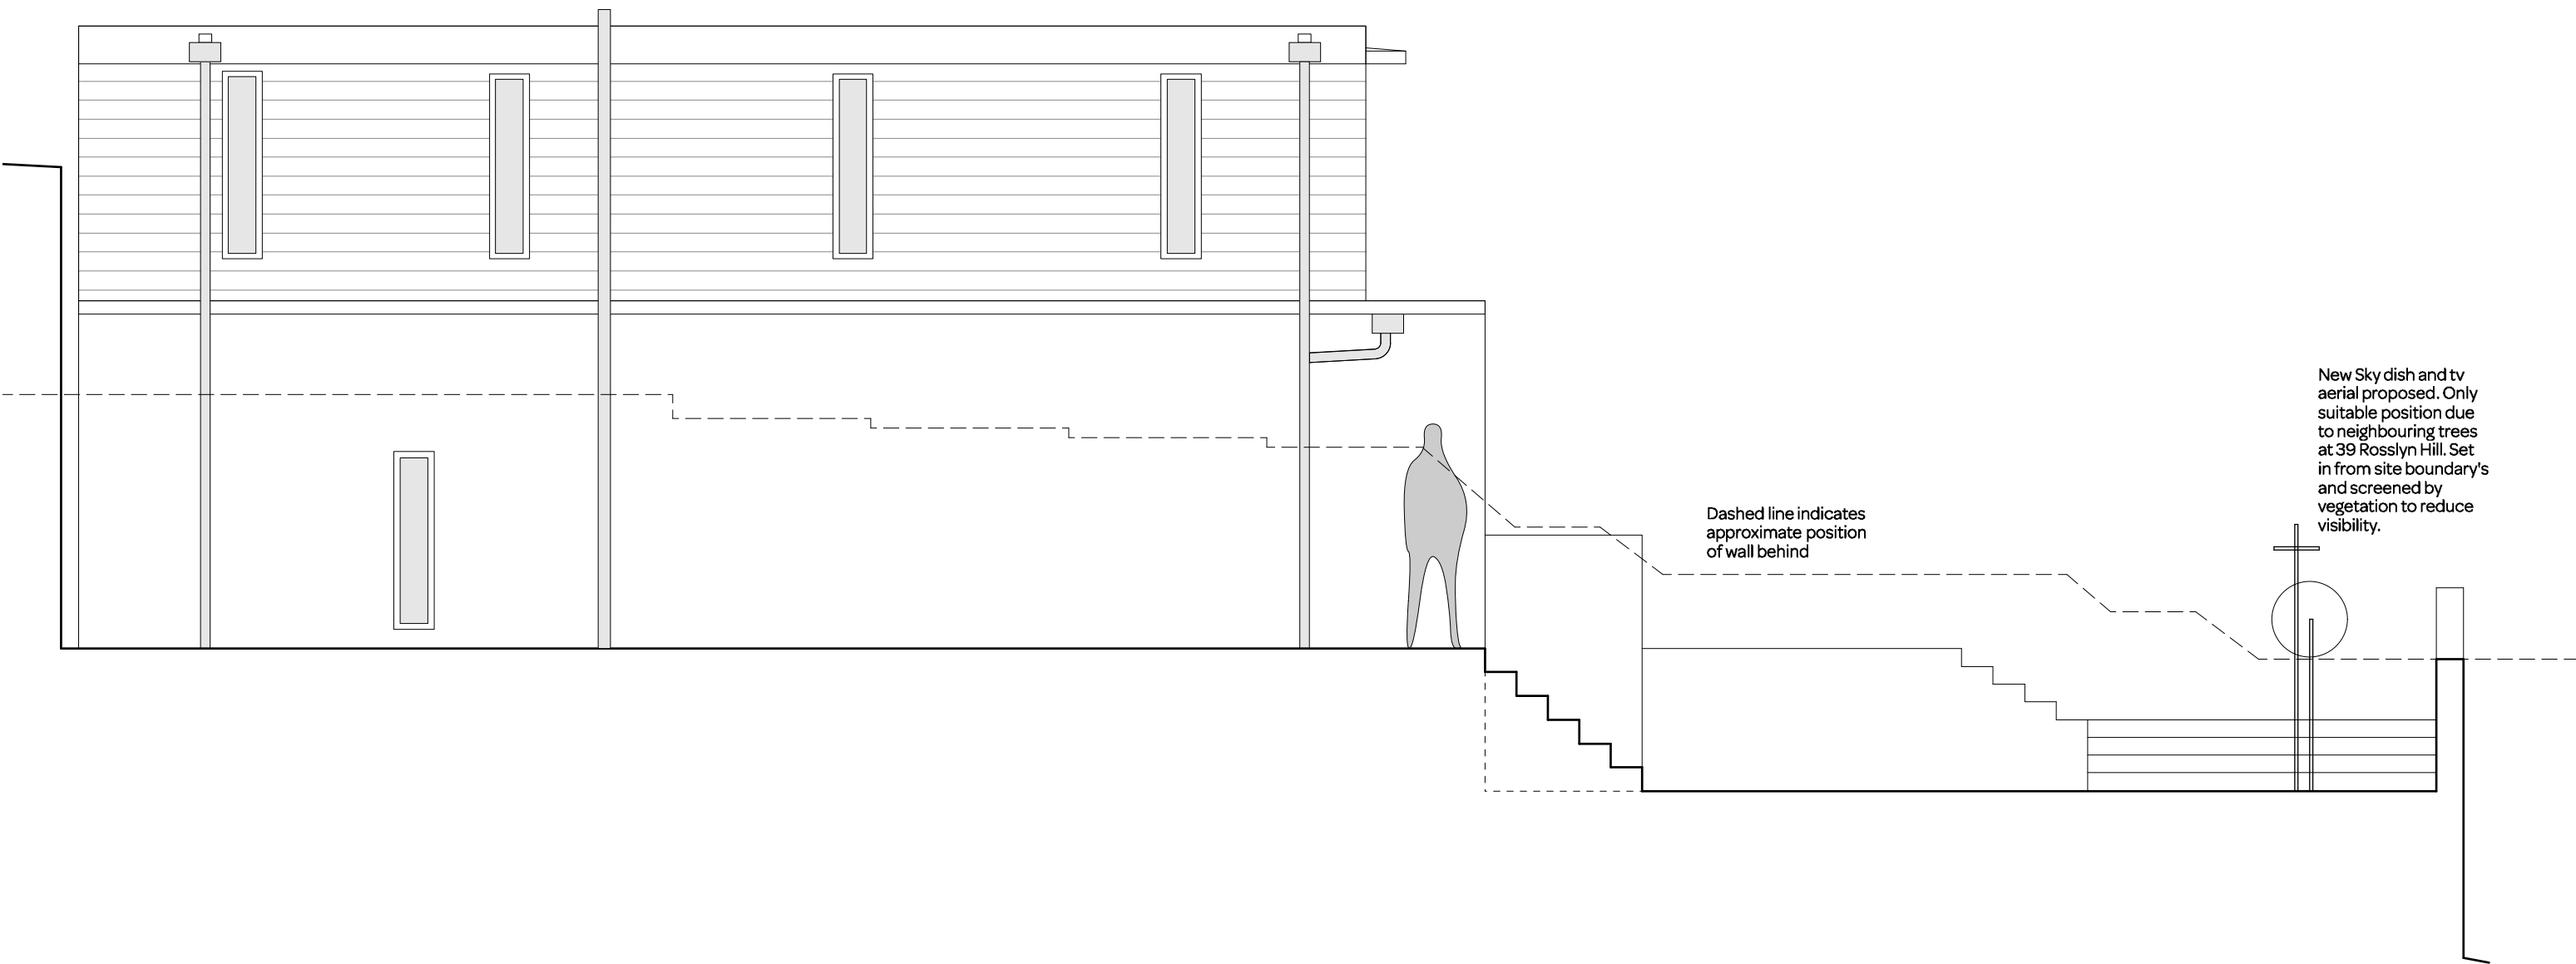 New Sky dish and tv
aerial proposed. Only
suitable position due
to neighbouring trees
at 39 Rosslyn Hill. Set
in from site boundary's
and screened by
vegetation to reduce
visibility.
Dashed line indicates
approximate position
of wall behind